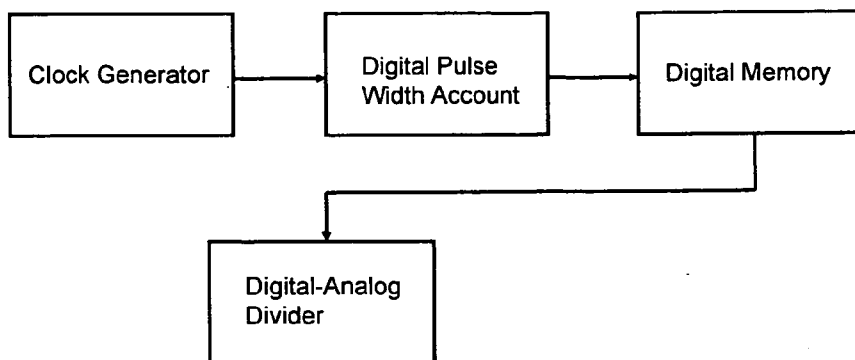 Clock Generator
Digital Pulse
Width Account
Digital Memory
Digital-Analog
Divider